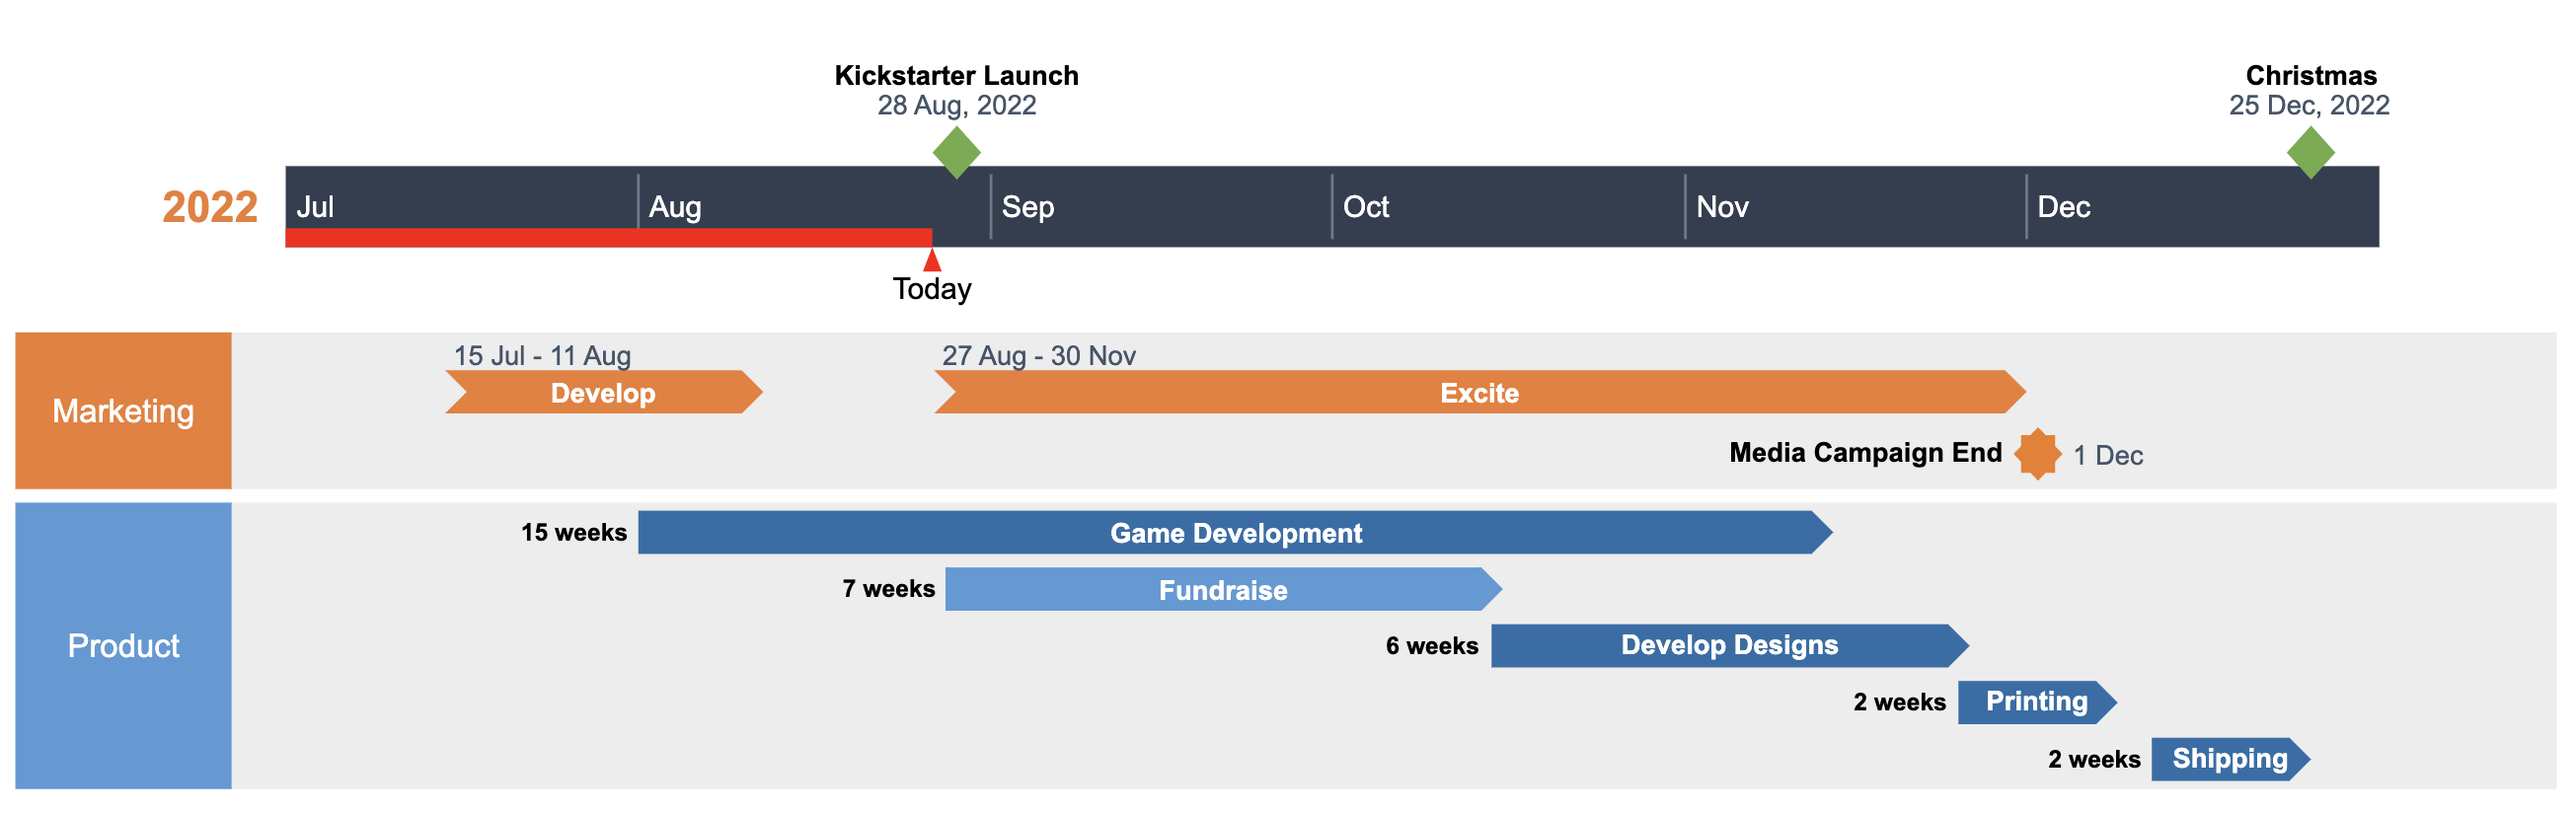 Kickstarter Launch
28 Aug, 2022
Christmas
25 Dec, 2022
2022
Jul
Aug
Sep
Oct
Nov
Dec
Today
Marketing
15 Jul - 11 Aug
Develop
27 Aug - 30 Nov
Excite
Media Campaign End
1 Dec
Product
15 weeks
Game Development
7 weeks
Fundraise
6 weeks
Develop Designs
2 weeks
Printing
2 weeks
Shipping